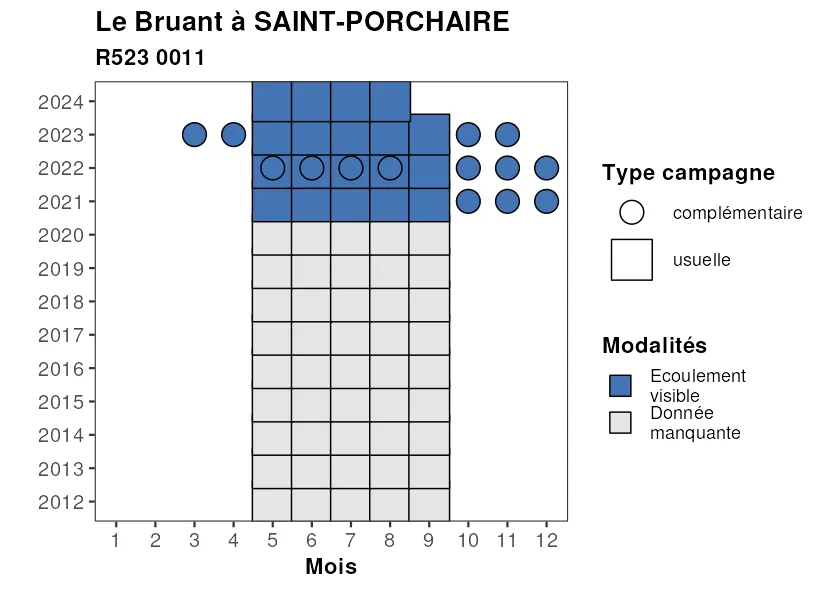 Le Bruant à SAINT-PORCHAIRE
R523 0011
2024
2023
2022
2021
2020
2019
2018
2017
2016
2015
2014
2013
2012
1 2 3 4 5 6 7 8 9 10 11 12
Mois
Type campagne
complémentaire
usuelle
Modalités
Ecoulement
visible
Donnée
manquante